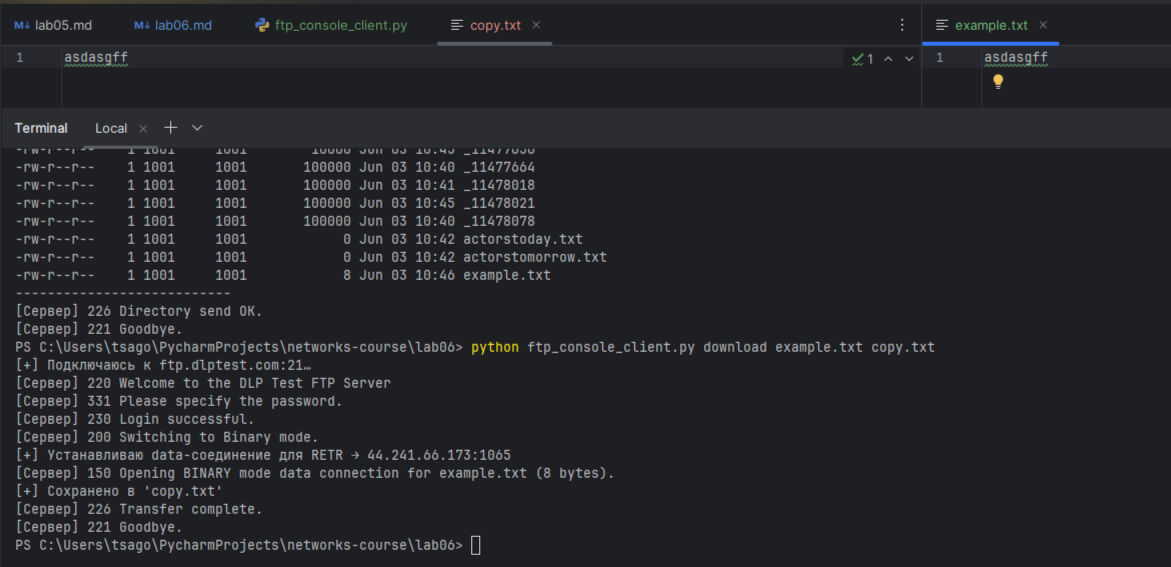 lab05.md lab06.md ftp_console_client.py copy.txt example.txt
1 asdasgff 1 1 asdasgff
Terminal Local
-rw-r--r-- 1 1001 1001 10000 Jun 03 10:45 _11477656
-rw-r--r-- 1 1001 1001 100000 Jun 03 10:40 _11477664
-rw-r--r-- 1 1001 1001 100000 Jun 03 10:41 _11478018
-rw-r--r-- 1 1001 1001 100000 Jun 03 10:45 _11478021
-rw-r--r-- 1 1001 1001 100000 Jun 03 10:40 _11478078
-rw-r--r-- 1 1001 1001 0 Jun 03 10:42 actorstoday.txt
-rw-r--r-- 1 1001 1001 0 Jun 03 10:42 actorstomorrow.txt
-rw-r--r-- 1 1001 1001 8 Jun 03 10:46 example.txt
---------------------------
[Сервер] 226 Directory send OK.
[Сервер] 221 Goodbye.
PS C:\Users\tsago\PycharmProjects\networks-course\lab06> python ftp_console_client.py download example.txt copy.txt
[+] Подключаюсь к ftp.dlptest.com:21…
[Сервер] 220 Welcome to the DLP Test FTP Server
[Сервер] 331 Please specify the password.
[Сервер] 230 Login successful.
[Сервер] 200 Switching to Binary mode.
[+] Устанавливаю data-соединение для RETR → 44.241.66.173:1065
[Сервер] 150 Opening BINARY mode data connection for example.txt (8 bytes).
[+] Сохранено в 'copy.txt'
[Сервер] 226 Transfer complete.
[Сервер] 221 Goodbye.
PS C:\Users\tsago\PycharmProjects\networks-course\lab06>